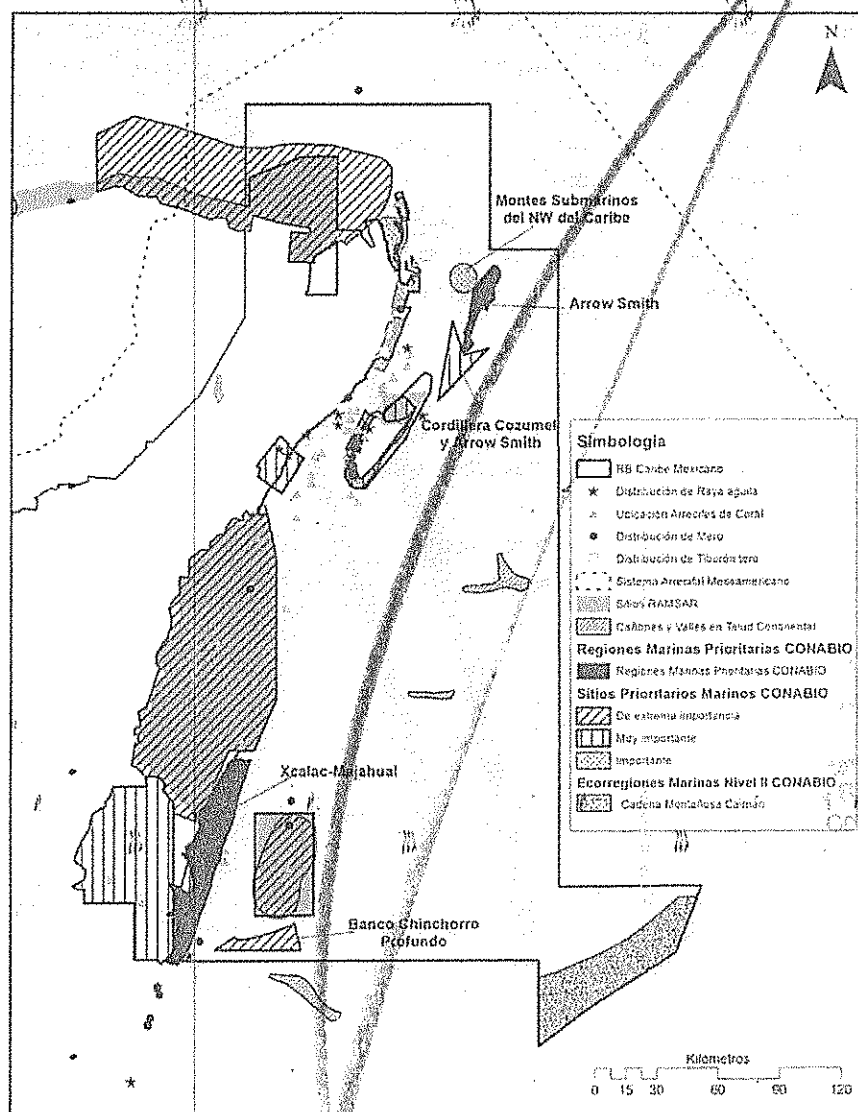 N
Montes Submarinos
del NW del Caribe
Arrow Smith
Cordillera Cozumel
y Arrow Smith
Simbología
RB Caribe Mexicano
Distribución de Raya aguila
Ubicación Arrecifes de Coral
Distribución de Mero
Distribución de Tiburón toro
Sistema Arrecifal Mesoamericano
Sitios RAMSAR
Cañones y Valles en Talud Continental
Regiones Marinas Prioritarias CONABIO
Regiones Marinas Prioritarias CONABIO
Sitios Prioritarios Marinos CONABIO
De extrema importancia
Muy importante
Importante
Ecorregiones Marinas Nivel II CONABIO
Cadena Montañosa Caimán
Xcalac-Majahual
Banco Chinchorro
Profundo
Kilometros
0 15 30 60 90 120